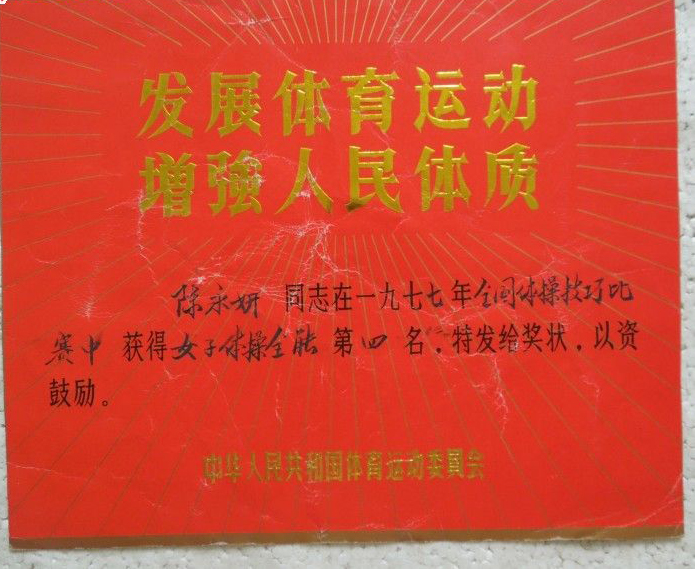 发展体育运动
增强人民体质
陈永妍 同志在一九七七年全国体操技巧比
赛中 获得女子体操全能 第四名，特发给奖状，以资
鼓励。
中华人民共和国体育运动委员会